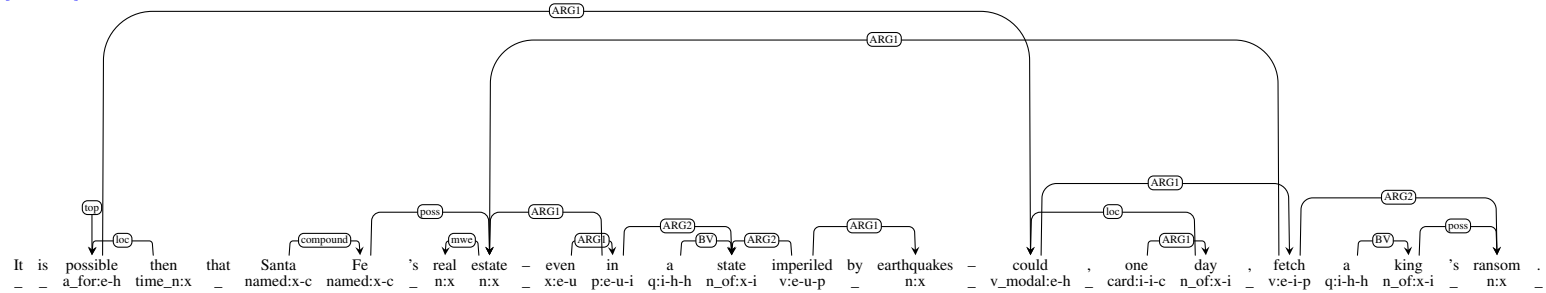 ARG1
ARG1
ARG1
top ARG2
poss ARG1 loc
ARG2 ARG1 poss
loc compound mwe ARG1 BV ARG2 ARG1 BV
It is possible then that Santa Fe 's real estate – even in a state imperiled by earthquakes – could , one day , fetch a king 's ransom .
_ _ a_for:e-h time_n:x _ named:x-c named:x-c _ n:x n:x _ x:e-u p:e-u-i q:i-h-h n_of:x-i v:e-u-p _ n:x _ v_modal:e-h _ card:i-i-c n_of:x-i _ v:e-i-p q:i-h-h n_of:x-i _ n:x _